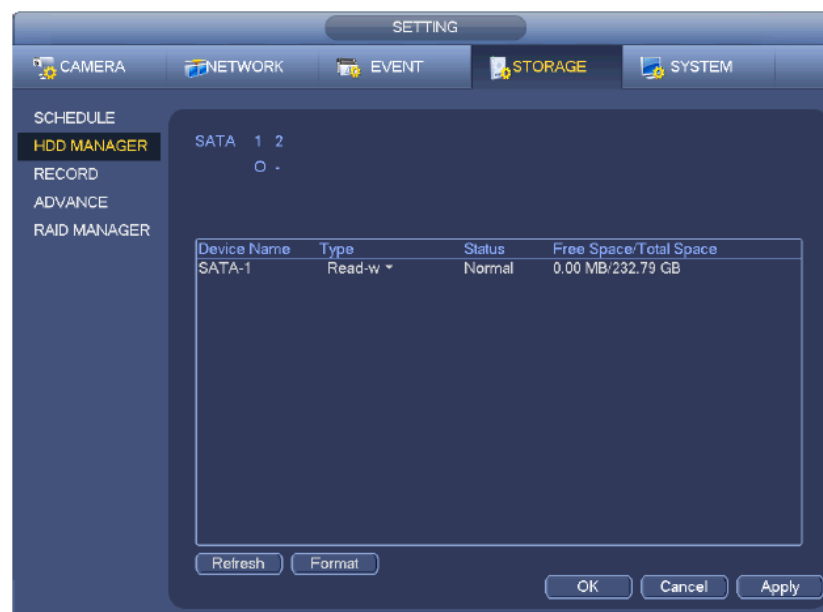 SETTING
CAMERA NETWORK EVENT STORAGE SYSTEM
SCHEDULE
HDD MANAGER
RECORD
ADVANCE
RAID MANAGER
SATA 1 2
O -
Device Name Type Status Free Space/Total Space
SATA-1 Read-w Normal 0.00 MB/232.79 GB
Refresh Format
OK Cancel Apply